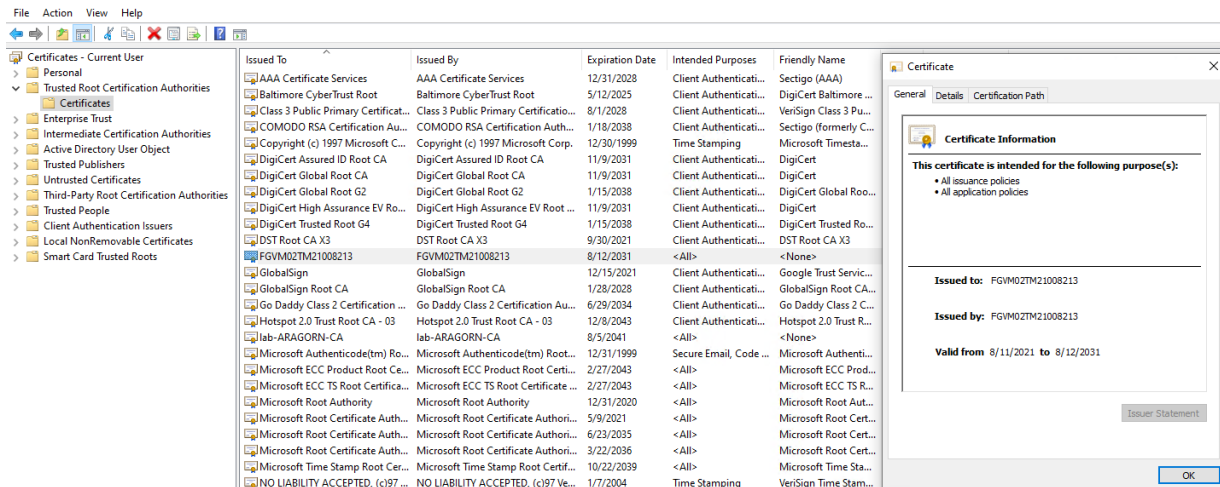 File Action View Help
Certificates - Current User
Personal
Trusted Root Certification Authorities
Certificates
Enterprise Trust
Intermediate Certification Authorities
Active Directory User Object
Trusted Publishers
Untrusted Certificates
Third-Party Root Certification Authorities
Trusted People
Client Authentication Issuers
Local NonRemovable Certificates
Smart Card Trusted Roots
Issued To Issued By Expiration Date Intended Purposes Friendly Name
AAA Certificate Services AAA Certificate Services 12/31/2028 Client Authenticati... Sectigo (AAA)
Baltimore CyberTrust Root Baltimore CyberTrust Root 5/12/2025 Client Authenticati... DigiCert Baltimore ...
Class 3 Public Primary Certificat... Class 3 Public Primary Certificatio... 8/1/2028 Client Authenticati... VeriSign Class 3 Pu...
COMODO RSA Certification Au... COMODO RSA Certification Auth... 1/18/2038 Client Authenticati... Sectigo (formerly C...
Copyright (c) 1997 Microsoft C... Copyright (c) 1997 Microsoft Corp. 12/30/1999 Time Stamping Microsoft Timesta...
DigiCert Assured ID Root CA DigiCert Assured ID Root CA 11/9/2031 Client Authenticati... DigiCert
DigiCert Global Root CA DigiCert Global Root CA 11/9/2031 Client Authenticati... DigiCert
DigiCert Global Root G2 DigiCert Global Root G2 1/15/2038 Client Authenticati... DigiCert Global Roo...
DigiCert High Assurance EV Ro... DigiCert High Assurance EV Root ... 11/9/2031 Client Authenticati... DigiCert
DigiCert Trusted Root G4 DigiCert Trusted Root G4 1/15/2038 Client Authenticati... DigiCert Trusted Ro...
DST Root CA X3 DST Root CA X3 9/30/2021 Client Authenticati... DST Root CA X3
FGVM02TM21008213 FGVM02TM21008213 8/12/2031 <All> <None>
GlobalSign GlobalSign 12/15/2021 Client Authenticati... Google Trust Servic...
GlobalSign Root CA GlobalSign Root CA 1/28/2028 Client Authenticati... GlobalSign Root CA...
Go Daddy Class 2 Certification ... Go Daddy Class 2 Certification Au... 6/29/2034 Client Authenticati... Go Daddy Class 2 C...
Hotspot 2.0 Trust Root CA - 03 Hotspot 2.0 Trust Root CA - 03 12/8/2043 Client Authenticati... Hotspot 2.0 Trust R...
lab-ARAGORN-CA lab-ARAGORN-CA 8/5/2041 <All> <None>
Microsoft Authenticode(tm) Ro... Microsoft Authenticode(tm) Root... 12/31/1999 Secure Email, Code ... Microsoft Authenti...
Microsoft ECC Product Root Ce... Microsoft ECC Product Root Certi... 2/27/2043 <All> Microsoft ECC Prod...
Microsoft ECC TS Root Certifica... Microsoft ECC TS Root Certificate ... 2/27/2043 <All> Microsoft ECC TS R...
Microsoft Root Authority Microsoft Root Authority 12/31/2020 <All> Microsoft Root Aut...
Microsoft Root Certificate Auth... Microsoft Root Certificate Authori... 5/9/2021 <All> Microsoft Root Cert...
Microsoft Root Certificate Auth... Microsoft Root Certificate Authori... 6/23/2035 <All> Microsoft Root Cert...
Microsoft Root Certificate Auth... Microsoft Root Certificate Authori... 3/22/2036 <All> Microsoft Root Cert...
Microsoft Time Stamp Root Cer... Microsoft Time Stamp Root Certif... 10/22/2039 <All> Microsoft Time Sta...
NO LIABILITY ACCEPTED, (c)97 ... NO LIABILITY ACCEPTED, (c)97 Ve... 1/7/2004 Time Stamping VeriSign Time Stam...
Certificate
General Details Certification Path
Certificate Information
This certificate is intended for the following purpose(s):
• All issuance policies
• All application policies
Issued to: FGVM02TM21008213
Issued by: FGVM02TM21008213
Valid from 8/11/2021 to 8/12/2031
Issuer Statement
OK